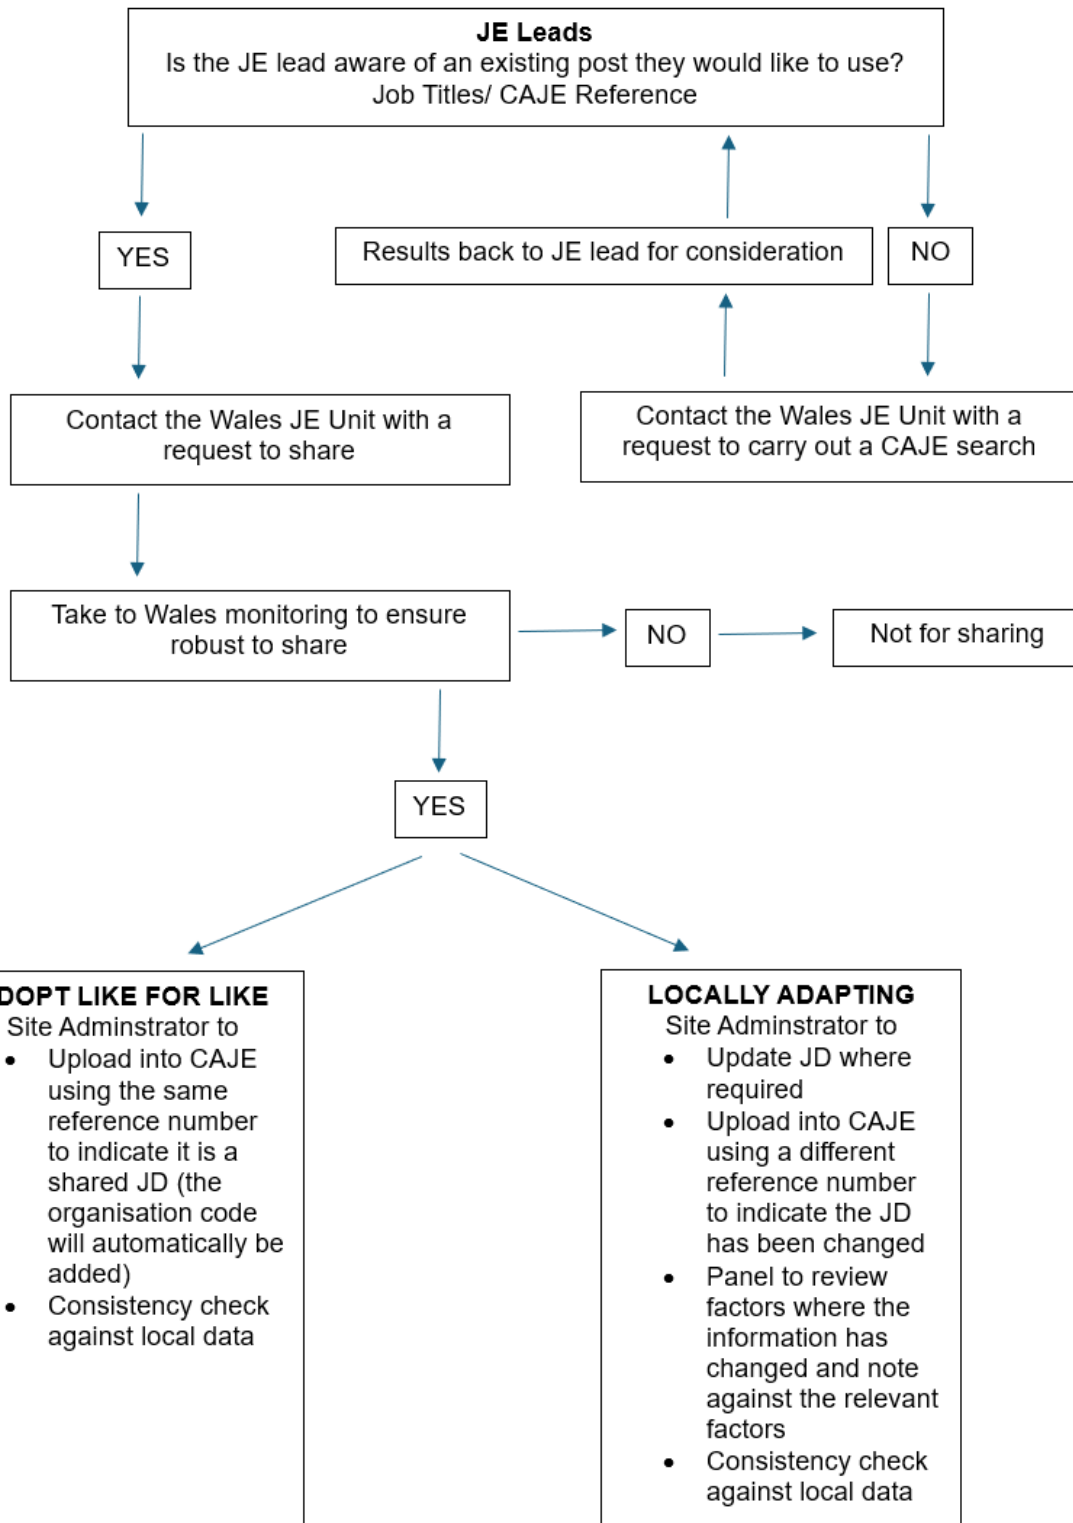 JE Leads
Is the JE lead aware of an existing post they would like to use?
Job Titles/ CAJE Reference
YES
Results back to JE lead for consideration
NO
Contact the Wales JE Unit with a
request to share
Contact the Wales JE Unit with a
request to carry out a CAJE search
Take to Wales monitoring to ensure
robust to share
NO
Not for sharing
YES
DOPT LIKE FOR LIKE
Site Adminstrator to
• Upload into CAJE
using the same
reference number
to indicate it is a
shared JD (the
organisation code
will automatically be
added)
• Consistency check
against local data
LOCALLY ADAPTING
Site Adminstrator to
• Update JD where
required
• Upload into CAJE
using a different
reference number
to indicate the JD
has been changed
• Panel to review
factors where the
information has
changed and note
against the relevant
factors
• Consistency check
against local data